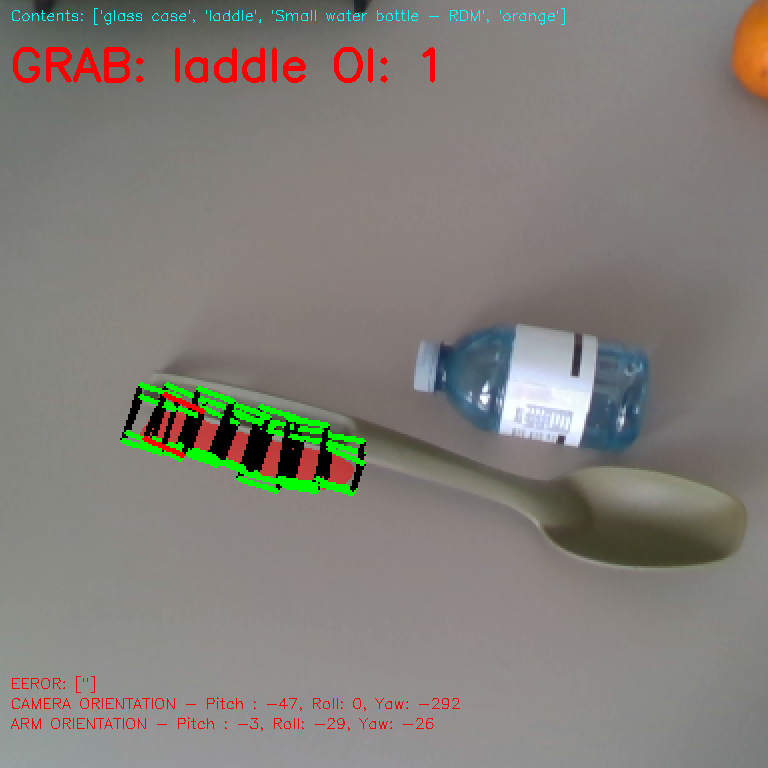 Contents: ['glass case', 'laddle', 'Small water bottle - RDM', 'orange']
GRAB: laddle OI: 1
EEROR: ['']
CAMERA ORIENTATION - Pitch : -47, Roll: 0, Yaw: -292
ARM ORIENTATION - Pitch : -3, Roll: -29, Yaw: -26